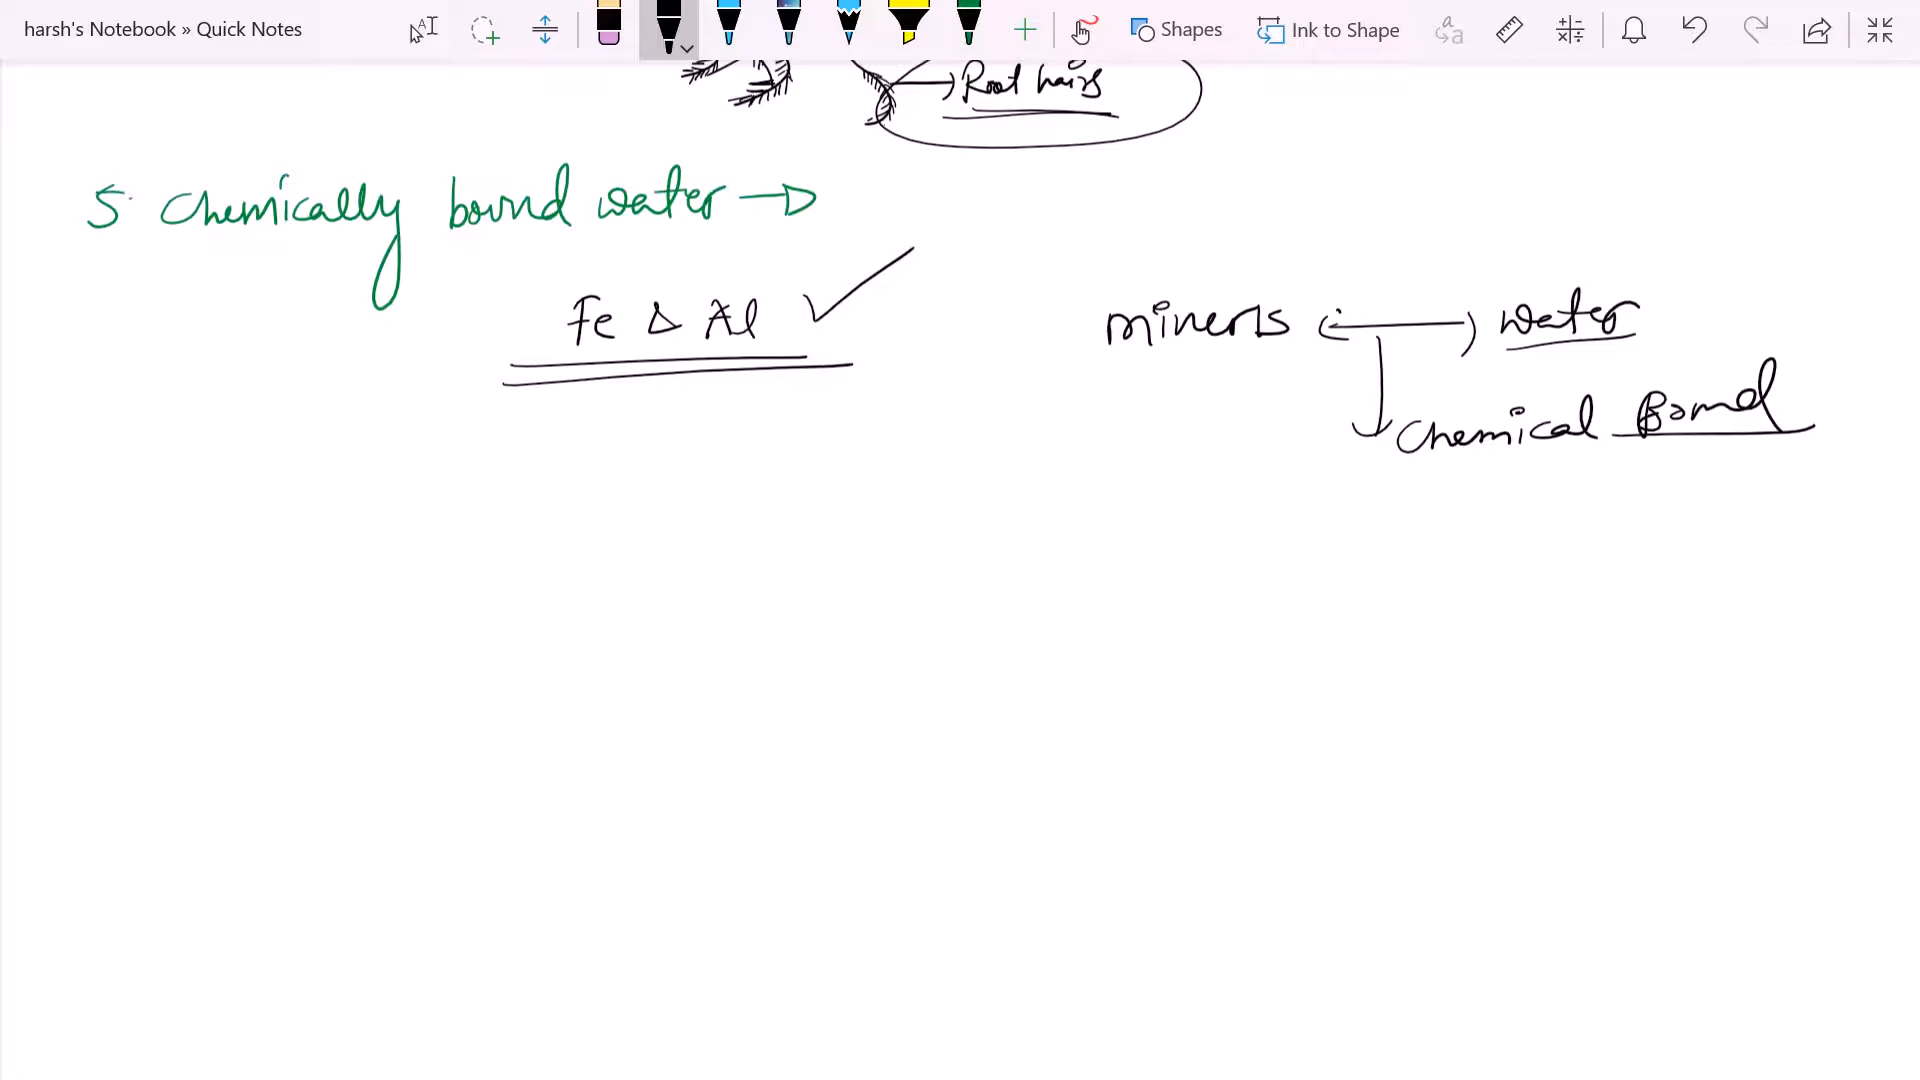 harsh's Notebook » Quick Notes
Shapes
Ink to Shape
Root hairs
5. Chemically bound water →
Fe & Al ✓
minerls ↔ water
Chemical Bond